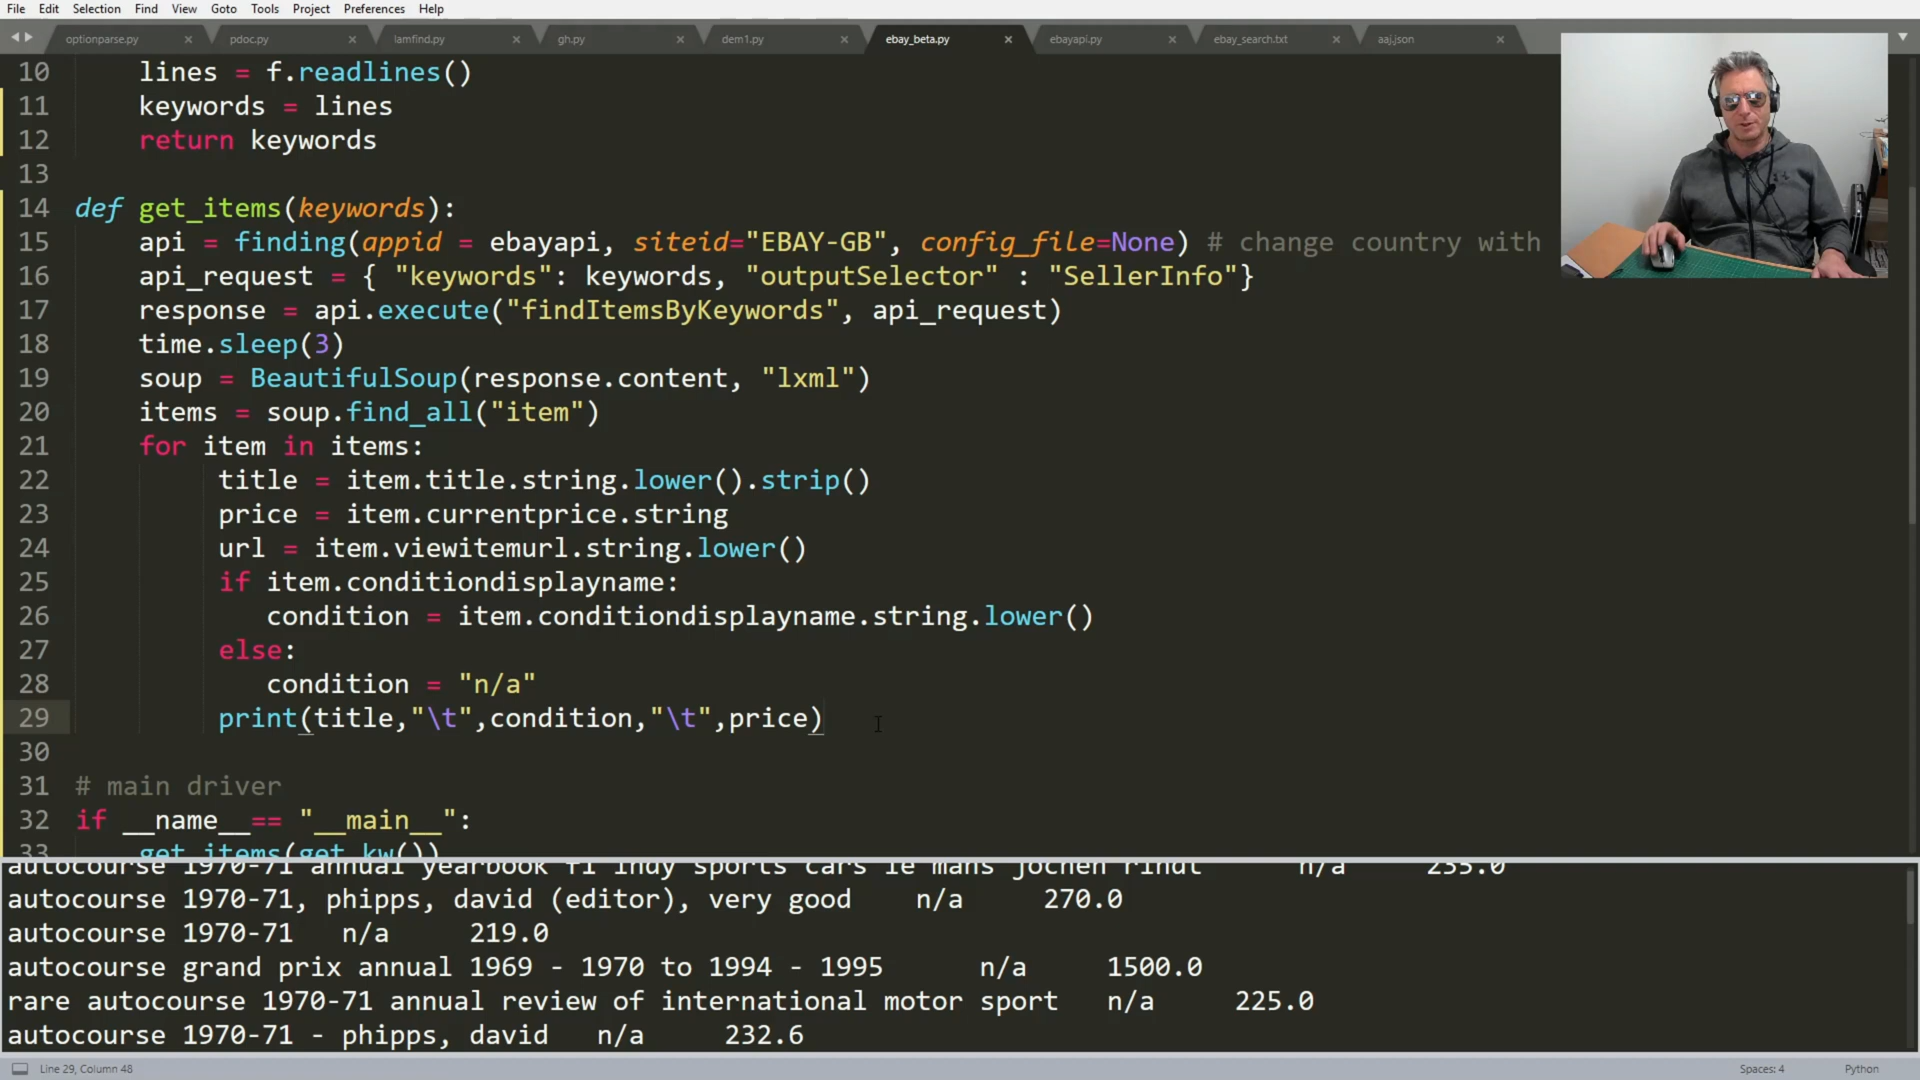 File Edit Selection Find View Goto Tools Project Preferences Help
optionparse.py pdoc.py iamfind.py gh.py dem1.py ebay_beta.py ebayapi.py ebay_search.txt aaj.json
10 lines = f.readlines()
11 keywords = lines
12 return keywords
13
14 def get_items(keywords):
15 api = finding(appid = ebayapi, siteid="EBAY-GB", config_file=None) # change country with
16 api_request = { "keywords": keywords, "outputSelector" : "SellerInfo"}
17 response = api.execute("findItemsByKeywords", api_request)
18 time.sleep(3)
19 soup = BeautifulSoup(response.content, "lxml")
20 items = soup.find_all("item")
21 for item in items:
22 title = item.title.string.lower().strip()
23 price = item.currentprice.string
24 url = item.viewitemurl.string.lower()
25 if item.conditiondisplayname:
26 condition = item.conditiondisplayname.string.lower()
27 else:
28 condition = "n/a"
29 print(title,"\t",condition,"\t",price)
30
31 # main driver
32 if __name__== "__main__":
33 get_items(get_kw())
autocourse 1970-71 annual yearbook f1 indy sports cars le mans jochen rindt n/a 235.0
autocourse 1970-71, phipps, david (editor), very good n/a 270.0
autocourse 1970-71 n/a 219.0
autocourse grand prix annual 1969 - 1970 to 1994 - 1995 n/a 1500.0
rare autocourse 1970-71 annual review of international motor sport n/a 225.0
autocourse 1970-71 - phipps, david n/a 232.6
Line 29, Column 48 Spaces: 4 Python